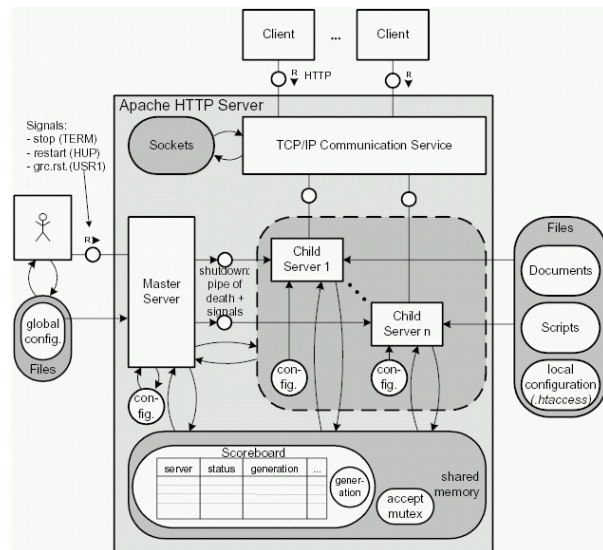 Client
...
Client
R
HTTP
R
Apache HTTP Server
Signals:
- stop (TERM)
- restart (HUP)
- grc.rst.(USR1)
Sockets
TCP/IP Communication Service
R
Master
Server
shutdown:
pipe of
death +
signals
Child
Server 1
Child
Server n
Files
Documents
Scripts
local
configuration
(.htaccess)
global
config.
Files
con-
fig.
con-
fig.
con-
fig.
Scoreboard
server status generation ...
gener-
ation
accept
mutex
shared
memory